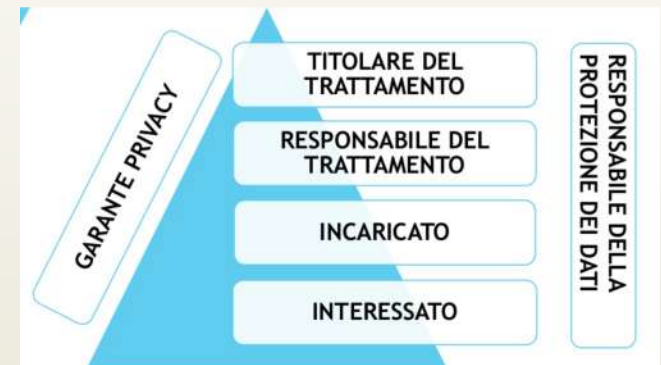 GARANTE PRIVACY
TITOLARE DEL
TRATTAMENTO
RESPONSABILE DEL
TRATTAMENTO
INCARICATO
INTERESSATO
RESPONSABILE DELLA
PROTEZIONE DEI DATI